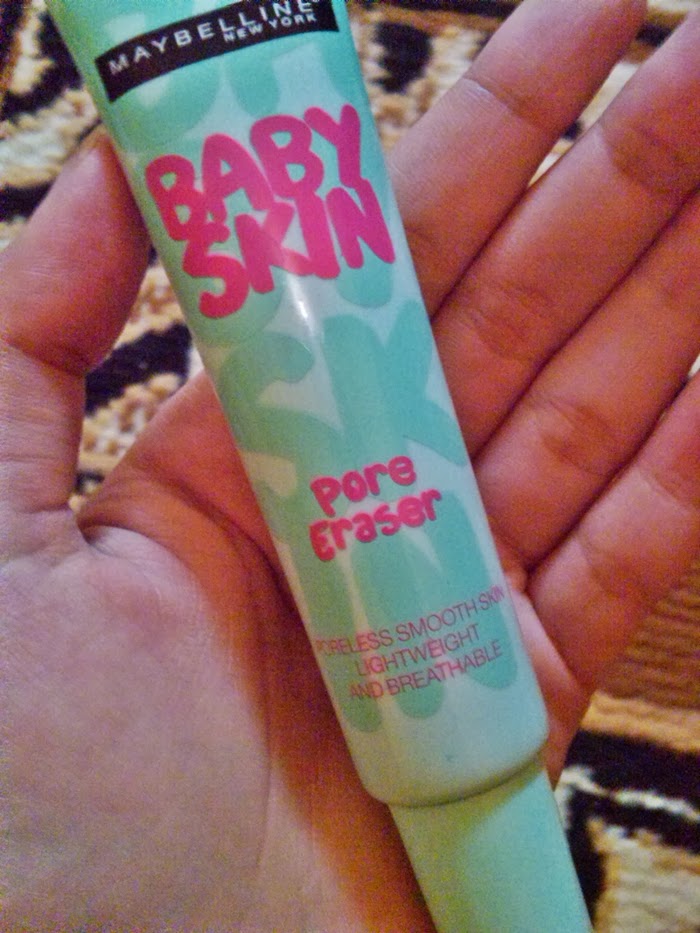 MAYBELLINE
NEW YORK
BABY
SKIN
Pore
Eraser
PORELESS SMOOTH SKIN
LIGHTWEIGHT
AND BREATHABLE